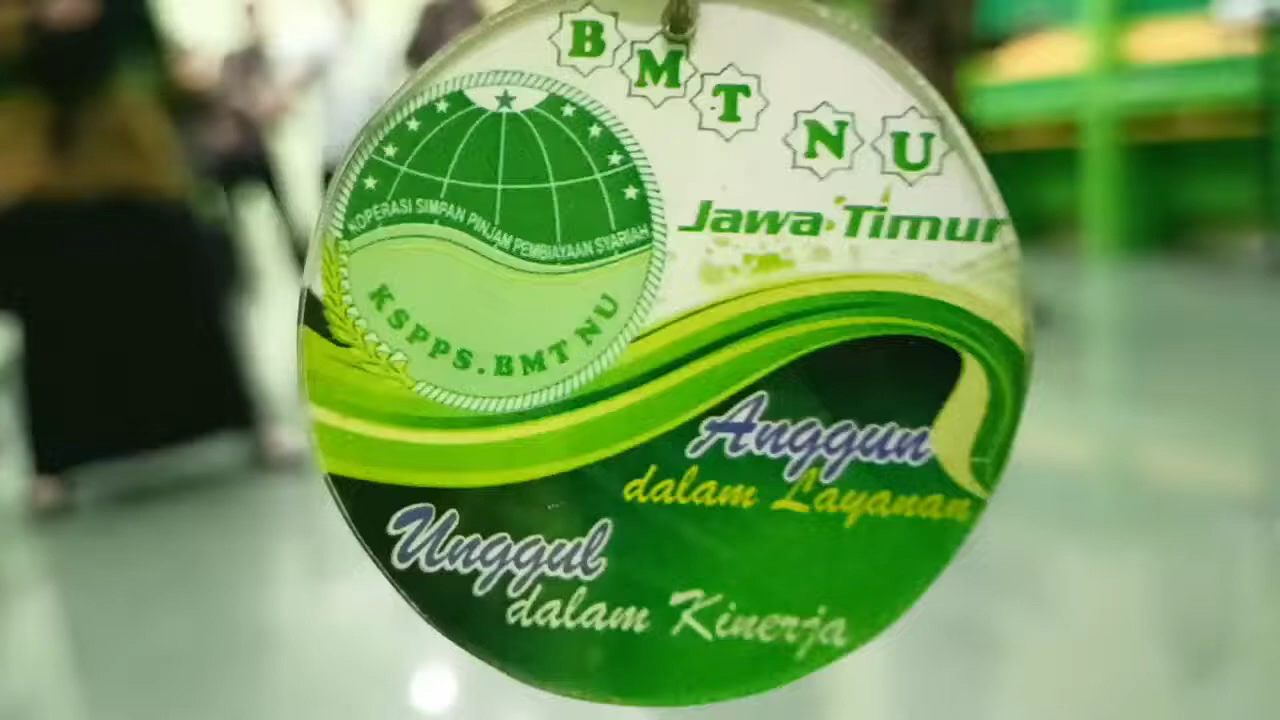 BMT NU
Jawa Timur
KOPERASI SIMPAN PINJAM PEMBIAYAAN SYARIAH
KSPPS.BMT NU
Anggun
dalam Layanan
Unggul
dalam Kinerja